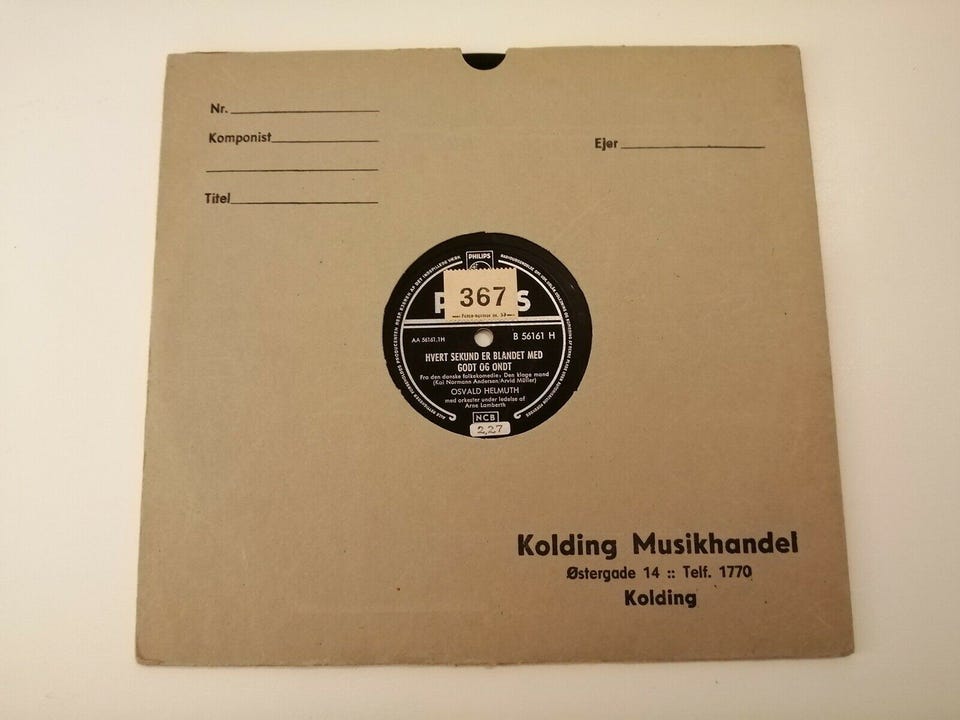 Nr.
Komponist
Ejer
Titel
PHILIPS
367
AA 56161.1H
B 56161 H
HVERT SEKUND ER BLANDET MED
GODT OG ONDT
Fra den danske folkekomedie: Den kloge mand
(Kai Normann Andersen/Arvid Müller)
OSVALD HELMUTH
med orkester under ledelse af
Arne Lamberth
NCB
2,27
Kolding Musikhandel
Østergade 14 :: Telf. 1770
Kolding